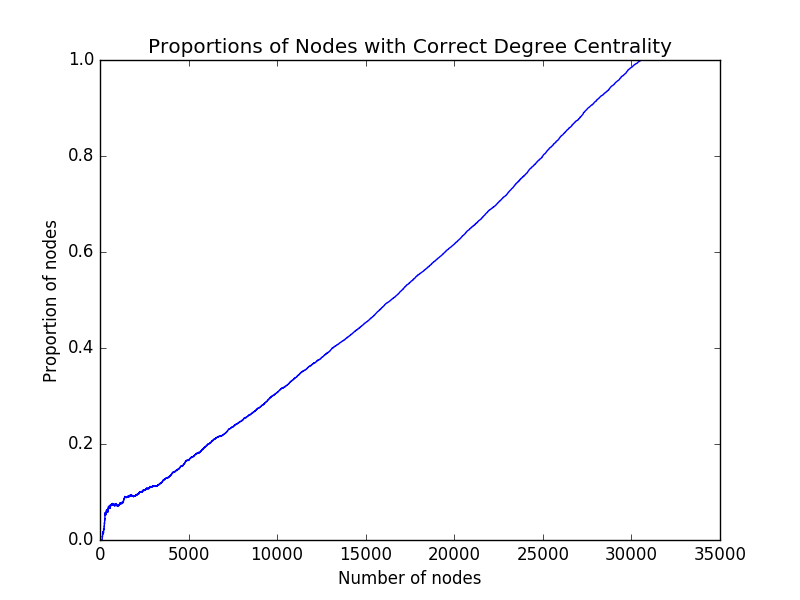 Proportions of Nodes with Correct Degree Centrality
1.0
0.8
0.6
0.4
0.2
0.0
Proportion of nodes
0 5000 10000 15000 20000 25000 30000 35000
Number of nodes